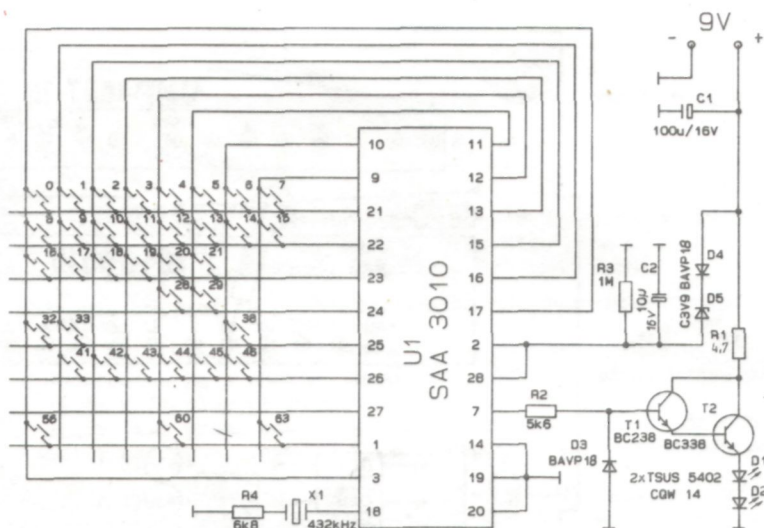 9V
- +
C1
100u/16V
10 11
9 12
0 1 2 3 4 5 6 7
21 13
8 9 10 11 12 13 14 15
22 15
16 17 18 19 20 21
23 16
28 29
24 17
32 33 38
25 2
41 42 43 44 45 46
26 28
27 7
56 60 63
1 14
3 19
18 20
U1
SAA 3010
R3
1M
C2
10µ
16V
C3V9 BAVP18
D4
D5
R1
4,7
R2
5k6
T1
BC238
T2
BC338
D3
BAVP18
2xTSUS 5402
CQW 14
D1
D2
R4
6k8
X1
432kHz